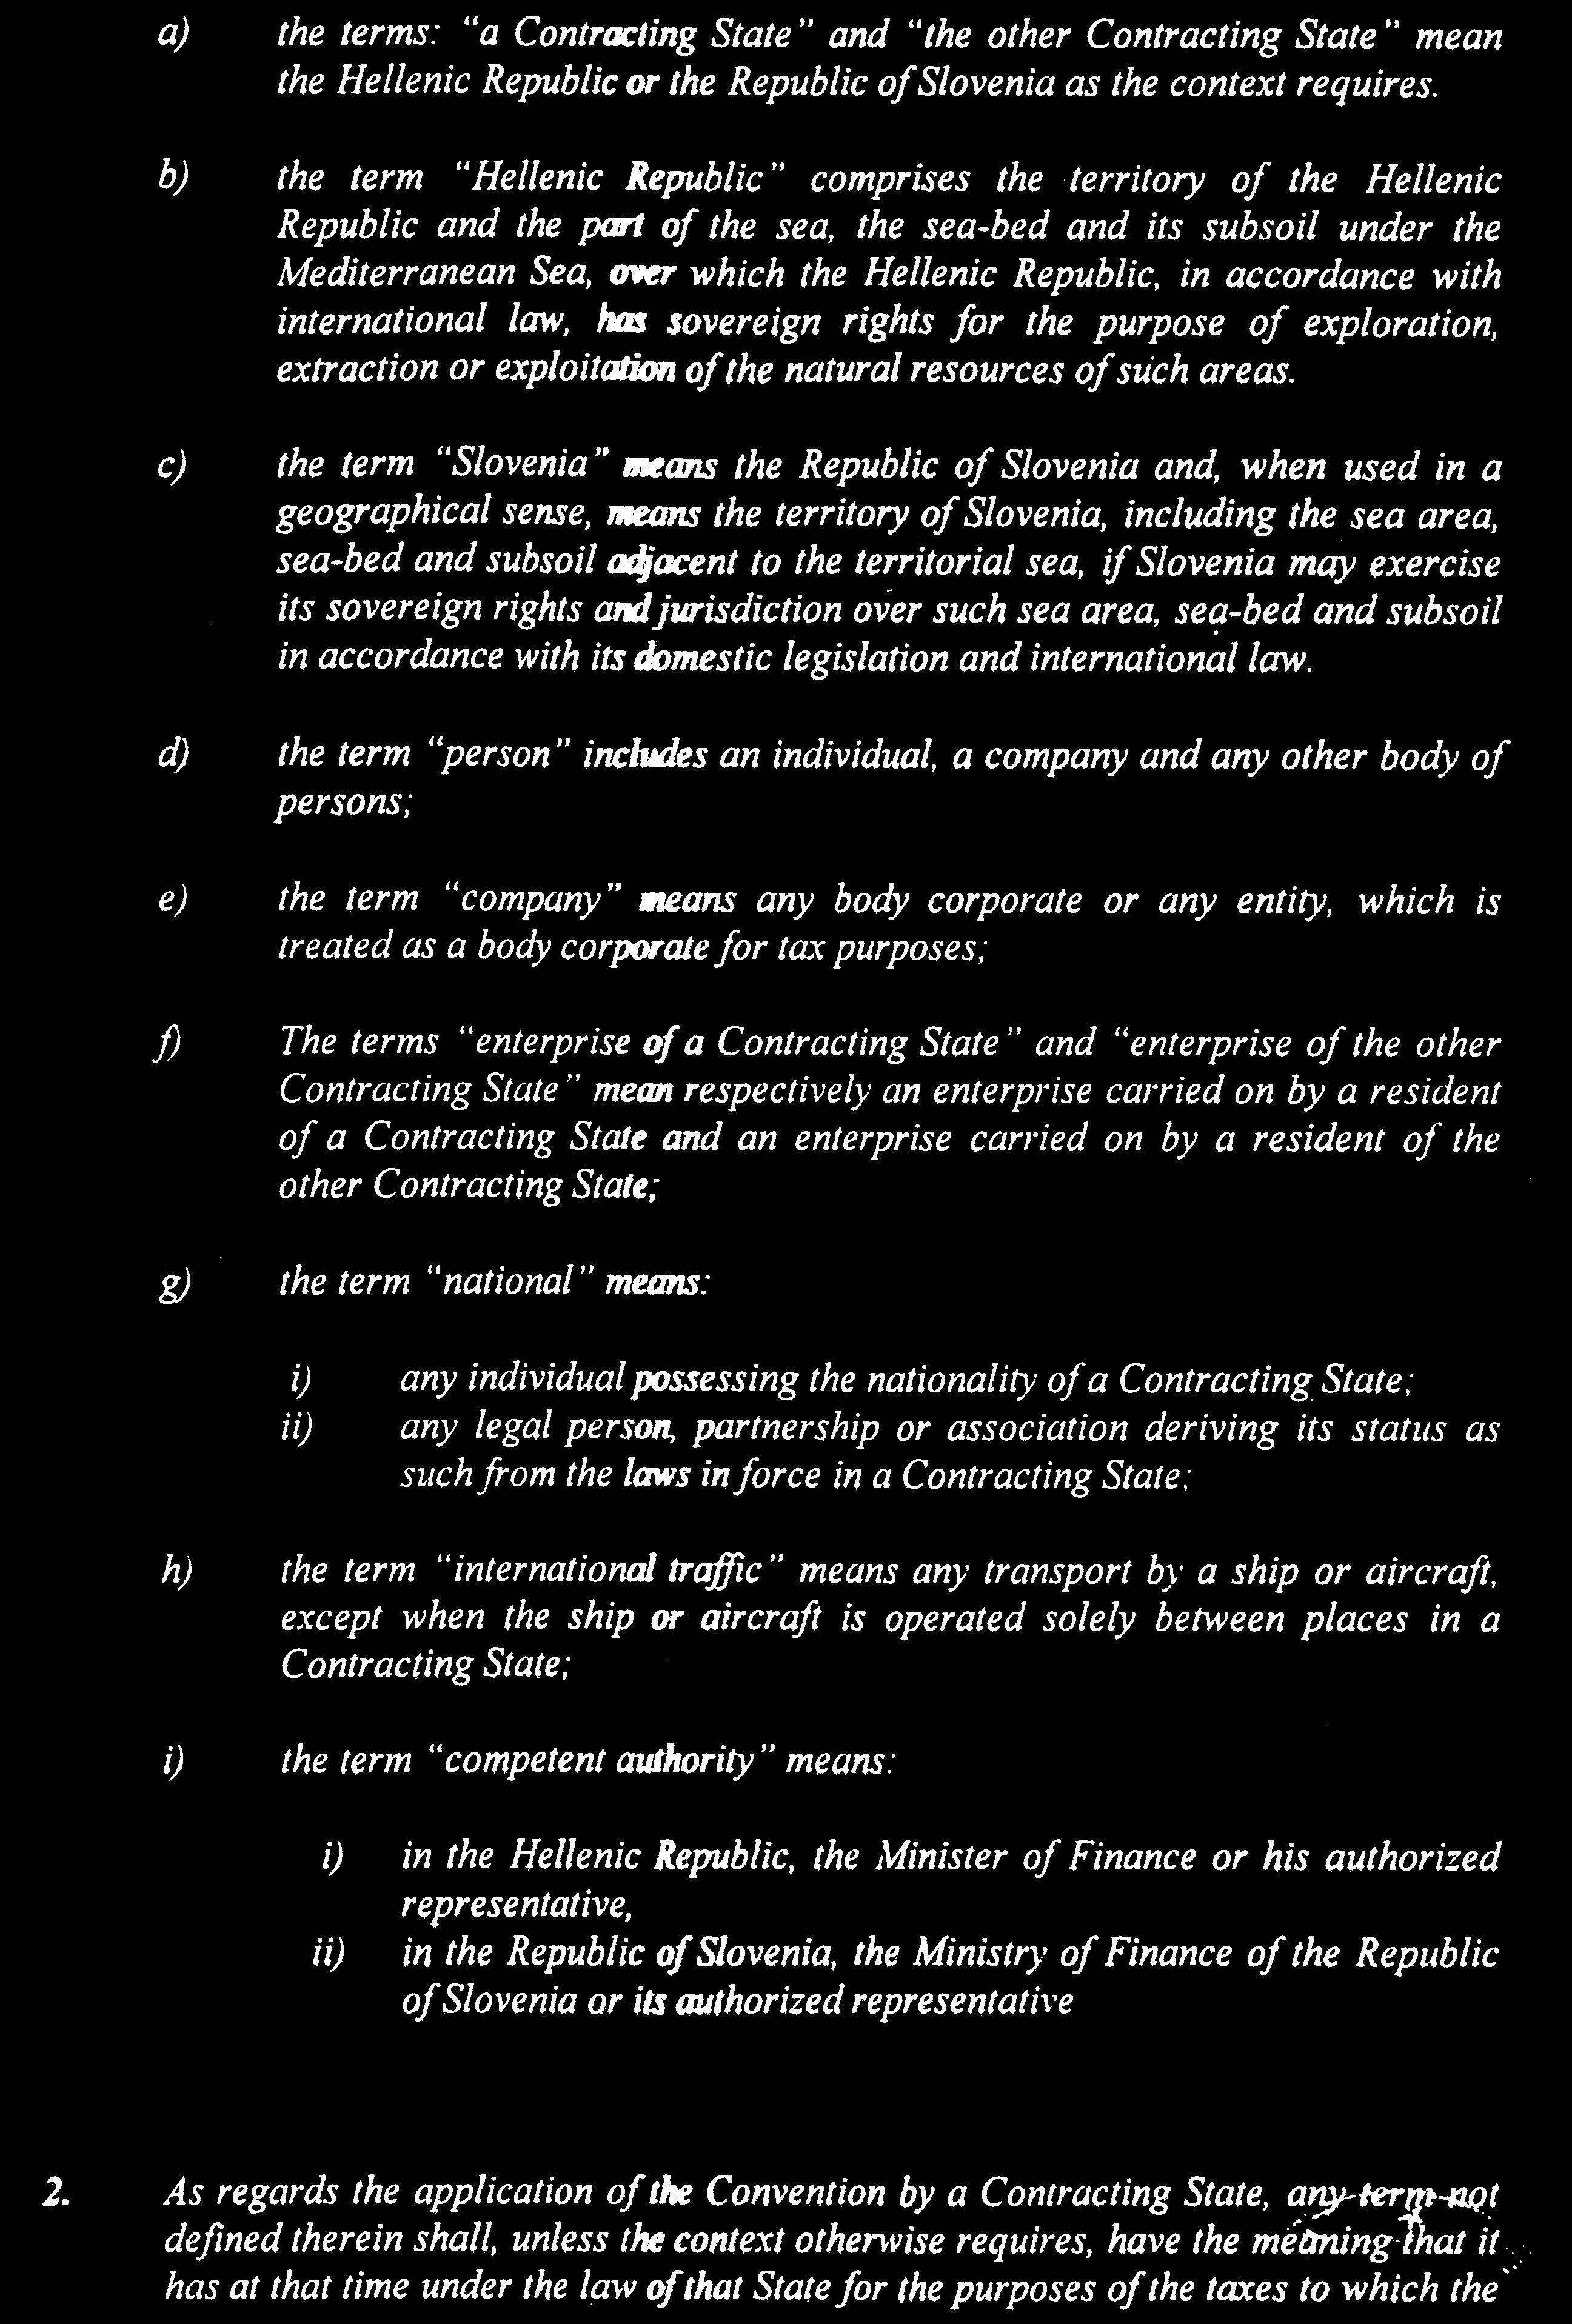 a) the terms: “a Contracting State” and “the other Contracting State” mean
the Hellenic Republic or the Republic of Slovenia as the context requires.
b) the term “Hellenic Republic” comprises the territory of the Hellenic
Republic and the part of the sea, the sea-bed and its subsoil under the
Mediterranean Sea, over which the Hellenic Republic, in accordance with
international law, has sovereign rights for the purpose of exploration,
extraction or exploitation of the natural resources of such areas.
c) the term “Slovenia” means the Republic of Slovenia and, when used in a
geographical sense, means the territory of Slovenia, including the sea area,
sea-bed and subsoil adjacent to the territorial sea, if Slovenia may exercise
its sovereign rights and jurisdiction over such sea area, sea-bed and subsoil
in accordance with its domestic legislation and international law.
d) the term “person” includes an individual, a company and any other body of
persons;
e) the term “company” means any body corporate or any entity, which is
treated as a body corporate for tax purposes;
f) The terms “enterprise of a Contracting State” and “enterprise of the other
Contracting State” mean respectively an enterprise carried on by a resident
of a Contracting State and an enterprise carried on by a resident of the
other Contracting State;
g) the term “national” means:
i) any individual possessing the nationality of a Contracting State;
ii) any legal person, partnership or association deriving its status as
such from the laws in force in a Contracting State;
h) the term “international traffic” means any transport by a ship or aircraft,
except when the ship or aircraft is operated solely between places in a
Contracting State;
i) the term “competent authority” means:
i) in the Hellenic Republic, the Minister of Finance or his authorized
representative,
ii) in the Republic of Slovenia, the Ministry of Finance of the Republic
of Slovenia or its authorized representative
2. As regards the application of the Convention by a Contracting State, any term not
defined therein shall, unless the context otherwise requires, have the meaning that it
has at that time under the law of that State for the purposes of the taxes to which the